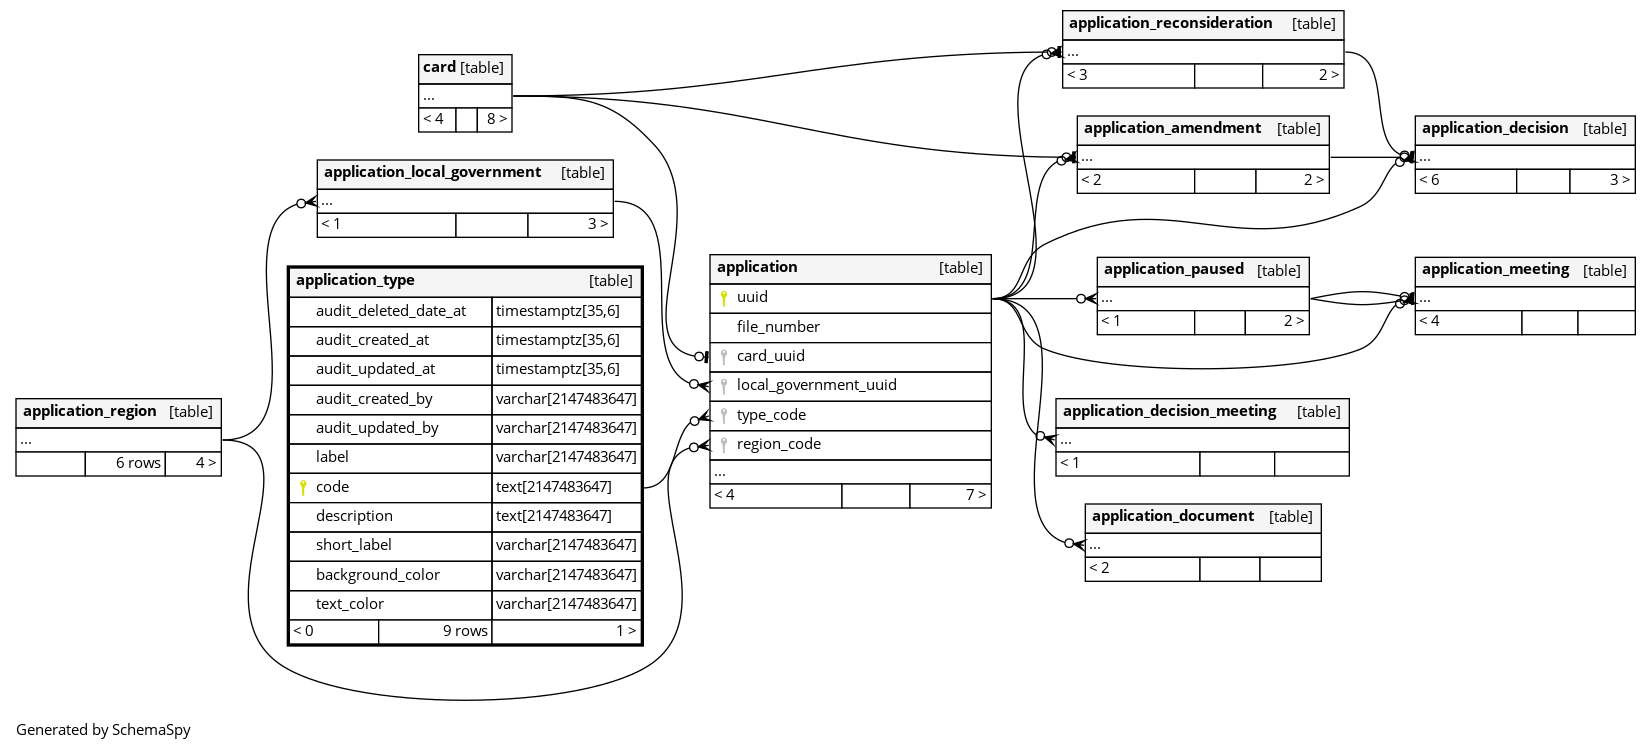 application_reconsideration [table]
...
< 3 2 >
card [table]
...
< 4 8 >
application_amendment [table]
...
< 2 2 >
application_decision [table]
...
< 6 3 >
application_local_government [table]
...
< 1 3 >
application_type [table]
audit_deleted_date_at timestamptz[35,6]
audit_created_at timestamptz[35,6]
audit_updated_at timestamptz[35,6]
audit_created_by varchar[2147483647]
audit_updated_by varchar[2147483647]
label varchar[2147483647]
code text[2147483647]
description text[2147483647]
short_label varchar[2147483647]
background_color varchar[2147483647]
text_color varchar[2147483647]
< 0 9 rows 1 >
application [table]
uuid
file_number
card_uuid
local_government_uuid
type_code
region_code
...
< 4 7 >
application_paused [table]
...
< 1 2 >
application_meeting [table]
...
< 4
application_region [table]
...
6 rows 4 >
application_decision_meeting [table]
...
< 1
application_document [table]
...
< 2
Generated by SchemaSpy